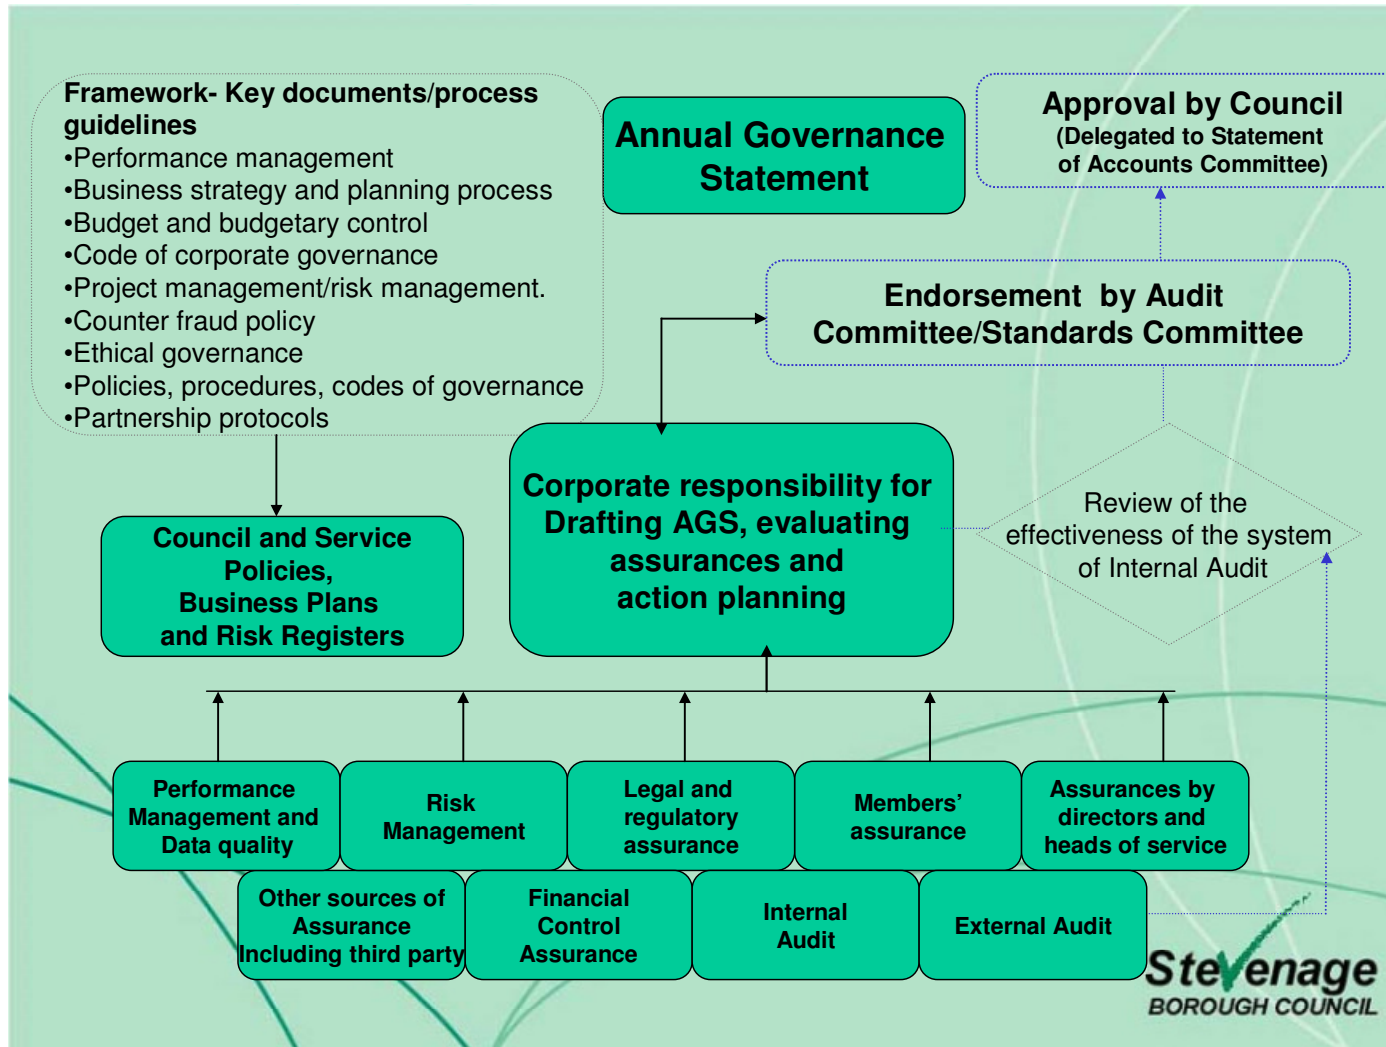 Framework- Key documents/process
guidelines
•Performance management
•Business strategy and planning process
•Budget and budgetary control
•Code of corporate governance
•Project management/risk management.
•Counter fraud policy
•Ethical governance
•Policies, procedures, codes of governance
•Partnership protocols
Annual Governance
Statement
Approval by Council
(Delegated to Statement
of Accounts Committee)
Endorsement by Audit
Committee/Standards Committee
Corporate responsibility for
Drafting AGS, evaluating
assurances and
action planning
Review of the
effectiveness of the system
of Internal Audit
Council and Service
Policies,
Business Plans
and Risk Registers
Performance
Management and
Data quality
Risk
Management
Legal and
regulatory
assurance
Members’
assurance
Assurances by
directors and
heads of service
Other sources of
Assurance
Including third party
Financial
Control
Assurance
Internal
Audit
External Audit
Stevenage
BOROUGH COUNCIL